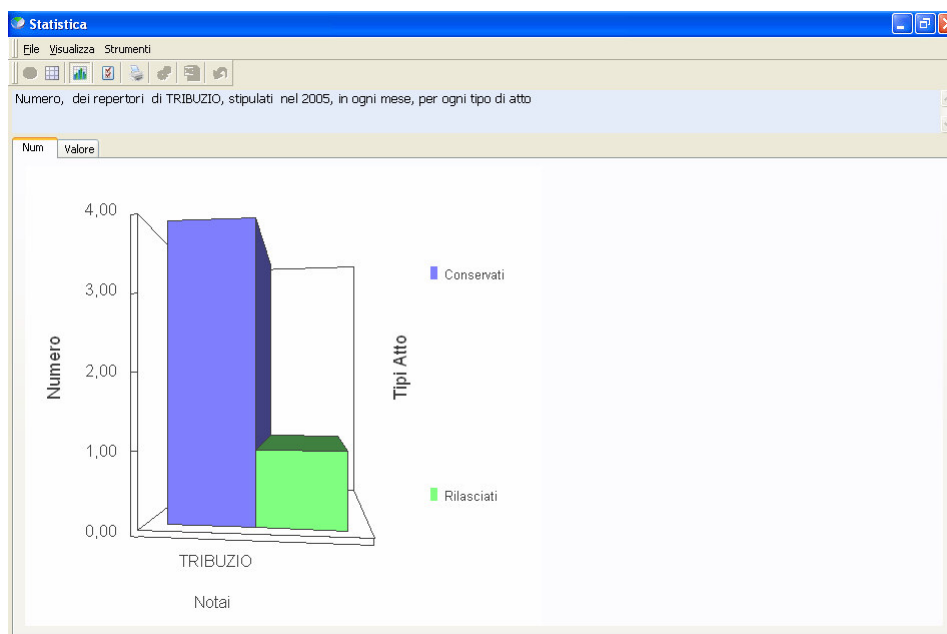 Statistica
File Visualizza Strumenti
Numero, dei repertori di TRIBUZIO, stipulati nel 2005, in ogni mese, per ogni tipo di atto
Num Valore
4,00
3,00
2,00
1,00
0,00
Numero
TRIBUZIO
Notai
Tipi Atto
Conservati
Rilasciati